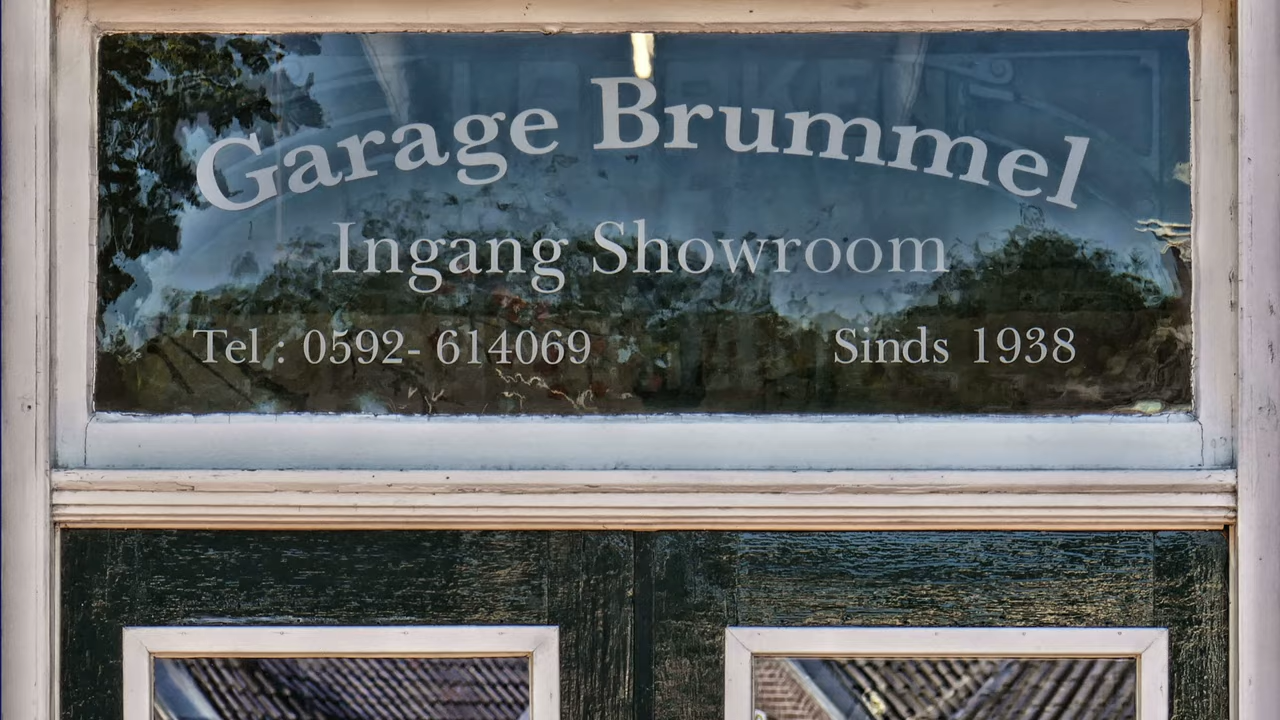 Garage Brummel
Ingang Showroom
Tel : 0592- 614069
Sinds 1938